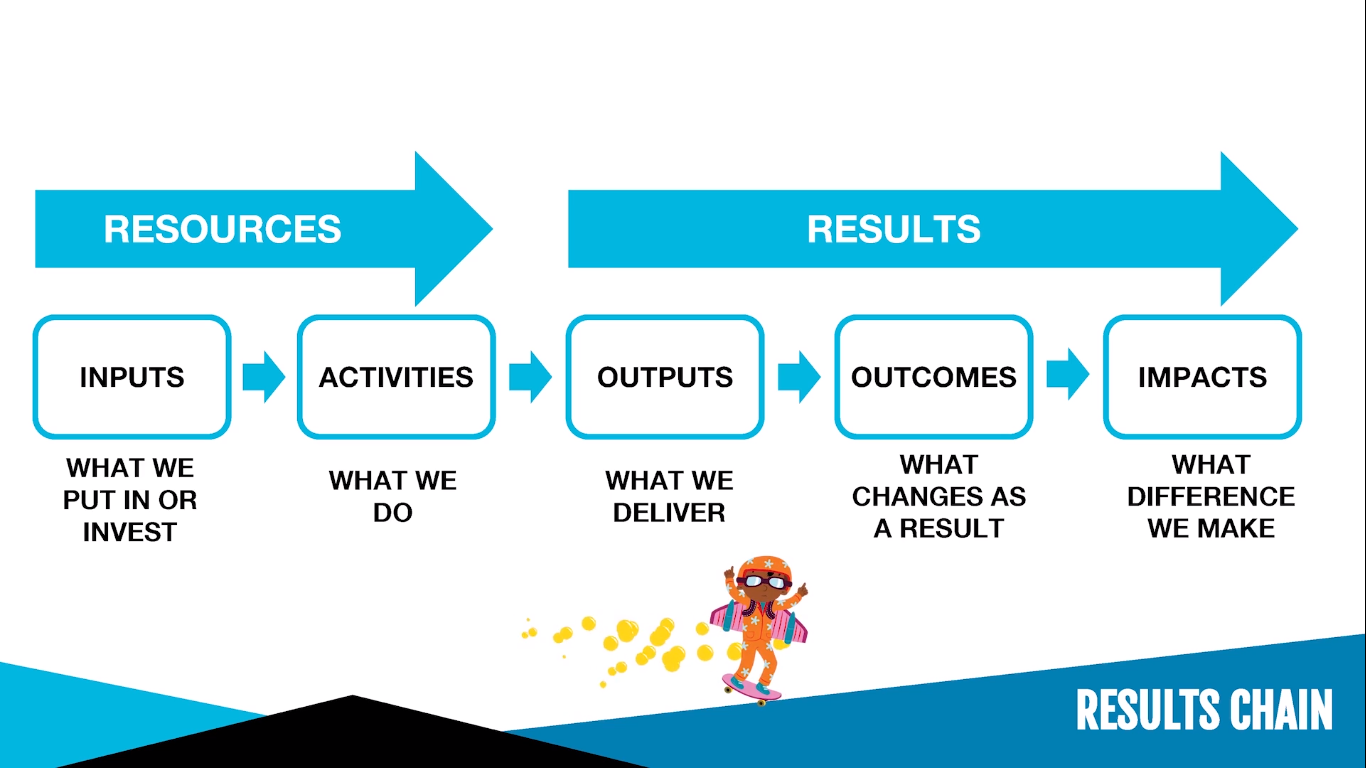 RESOURCES
RESULTS
INPUTS
ACTIVITIES
OUTPUTS
OUTCOMES
IMPACTS
WHAT WE
PUT IN OR
INVEST
WHAT WE
DO
WHAT WE
DELIVER
WHAT
CHANGES AS
A RESULT
WHAT
DIFFERENCE
WE MAKE
RESULTS CHAIN